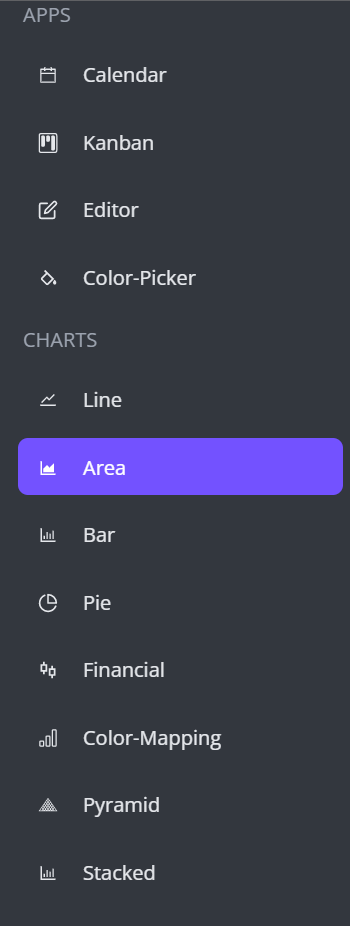 APPS
Calendar
Kanban
Editor
Color-Picker
CHARTS
Line
Area
Bar
Pie
Financial
Color-Mapping
Pyramid
Stacked